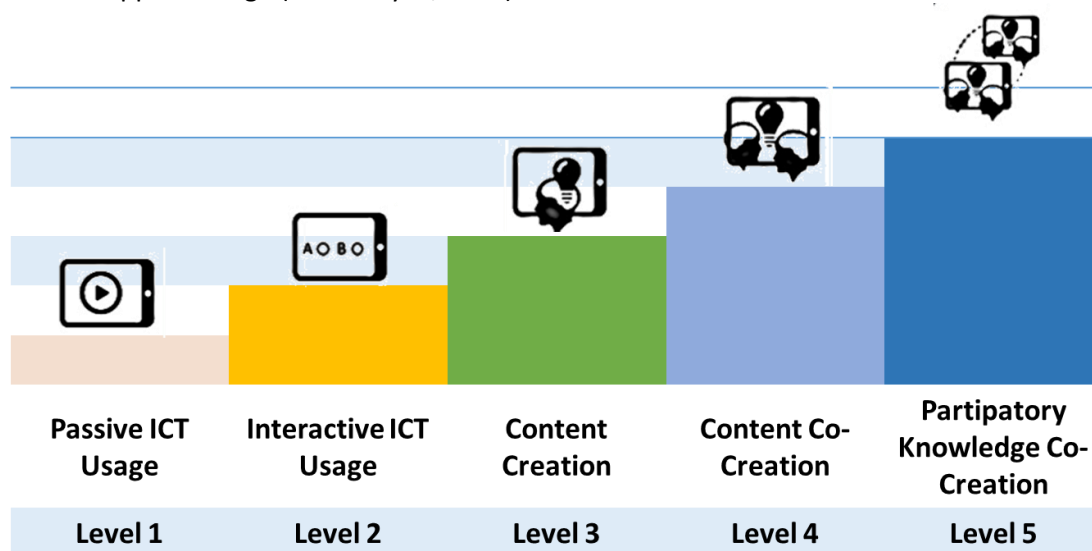 A O B O
Passive ICT
Usage
Interactive ICT
Usage
Content
Creation
Content Co-
Creation
Partipatory
Knowledge Co-
Creation
Level 1
Level 2
Level 3
Level 4
Level 5